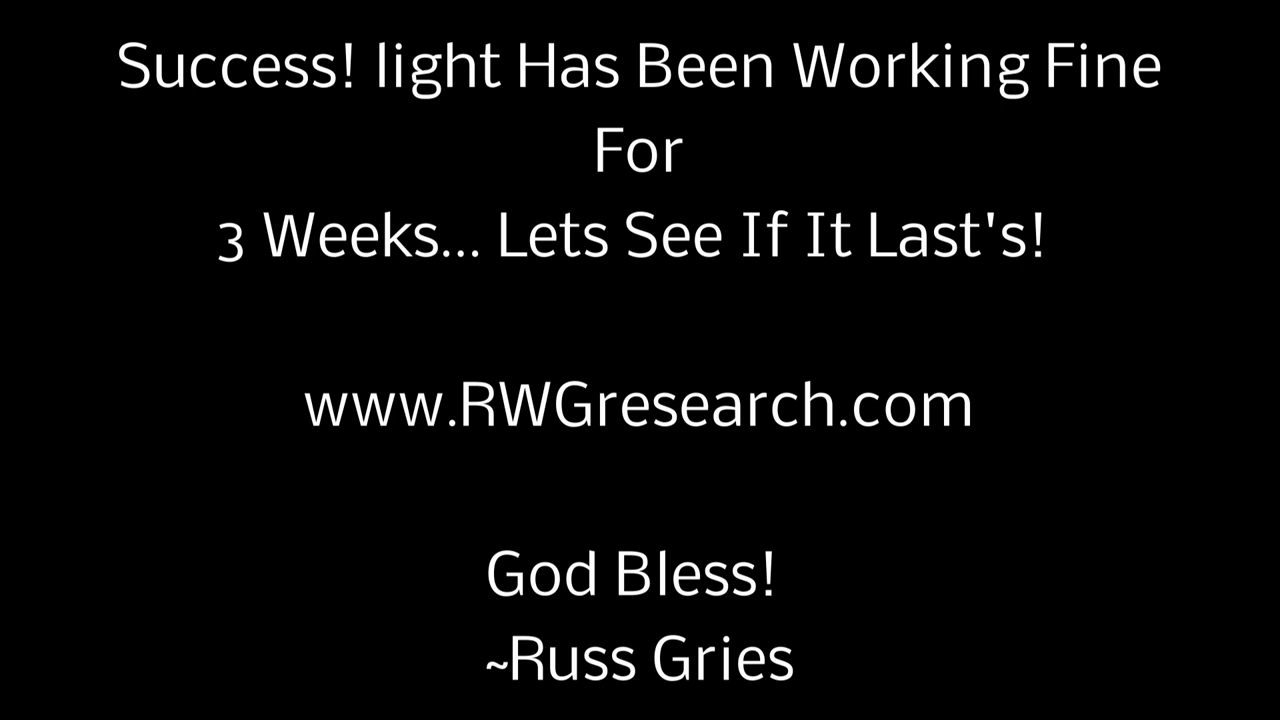 Success! light Has Been Working Fine
For
3 Weeks... Lets See If It Last's!
www.RWGresearch.com
God Bless!
~Russ Gries